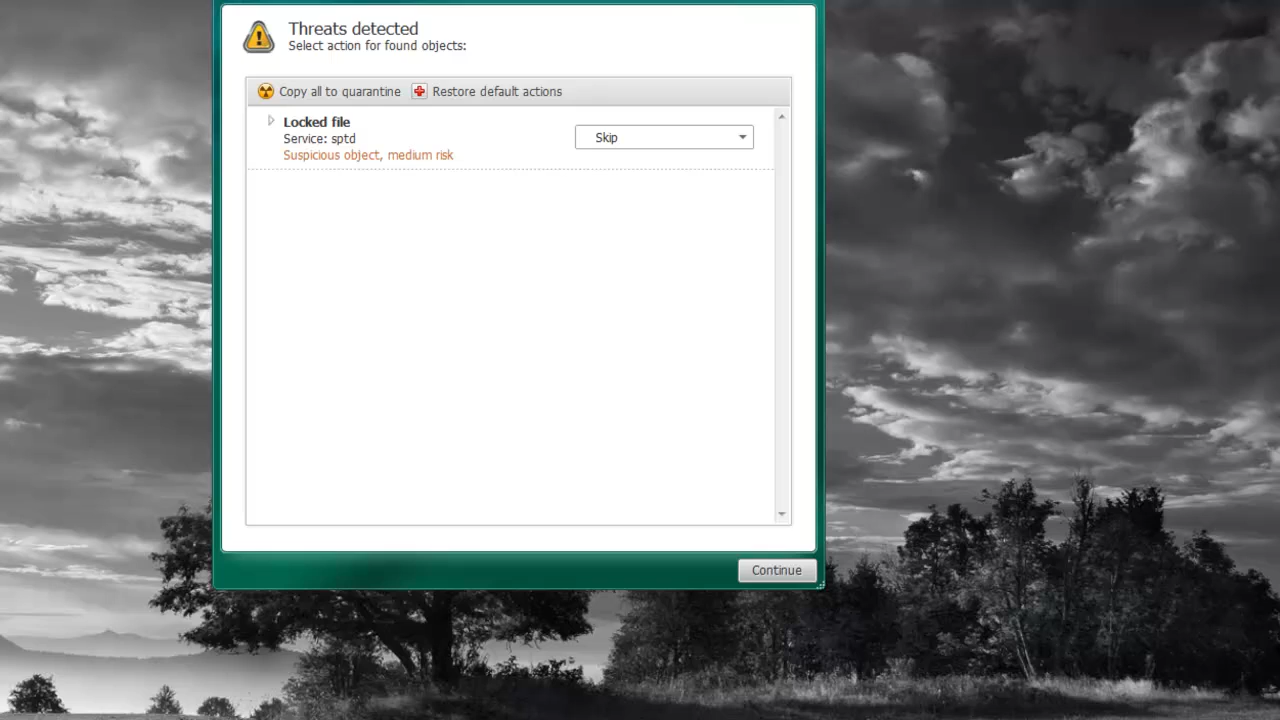 Threats detected
Select action for found objects:
Copy all to quarantine Restore default actions
Locked file
Service: sptd
Skip
Suspicious object, medium risk
Continue